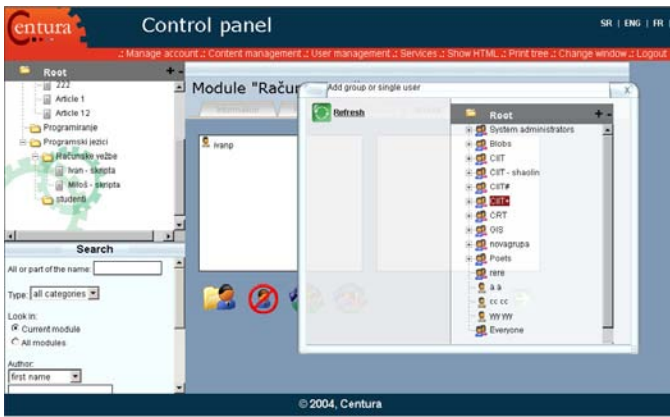 Centura
Control panel
SR | ENG | FR
.: Manage account .: Content management .: User management .: Services .: Show HTML .: Print tree .: Change window .: Logout
Root + -
222
Article 1
Article 12
Programiranje
Programski jezici
Računske vežbe
Ivan - skripta
Miloš - skripta
studenti
Search
All or part of the name:
Type: all categories
Look in:
Current module
All modules
Author:
first name
Module "Raču
ivanp
Add group or single user
X
Refresh
Root + -
System administrators
Blobs
CIIT
CIIT - shaolin
CIIT#
CIIT+
CRT
GIS
novagrupa
Poets
rere
a a
cc cc
yyy yyy
Everyone
© 2004, Centura